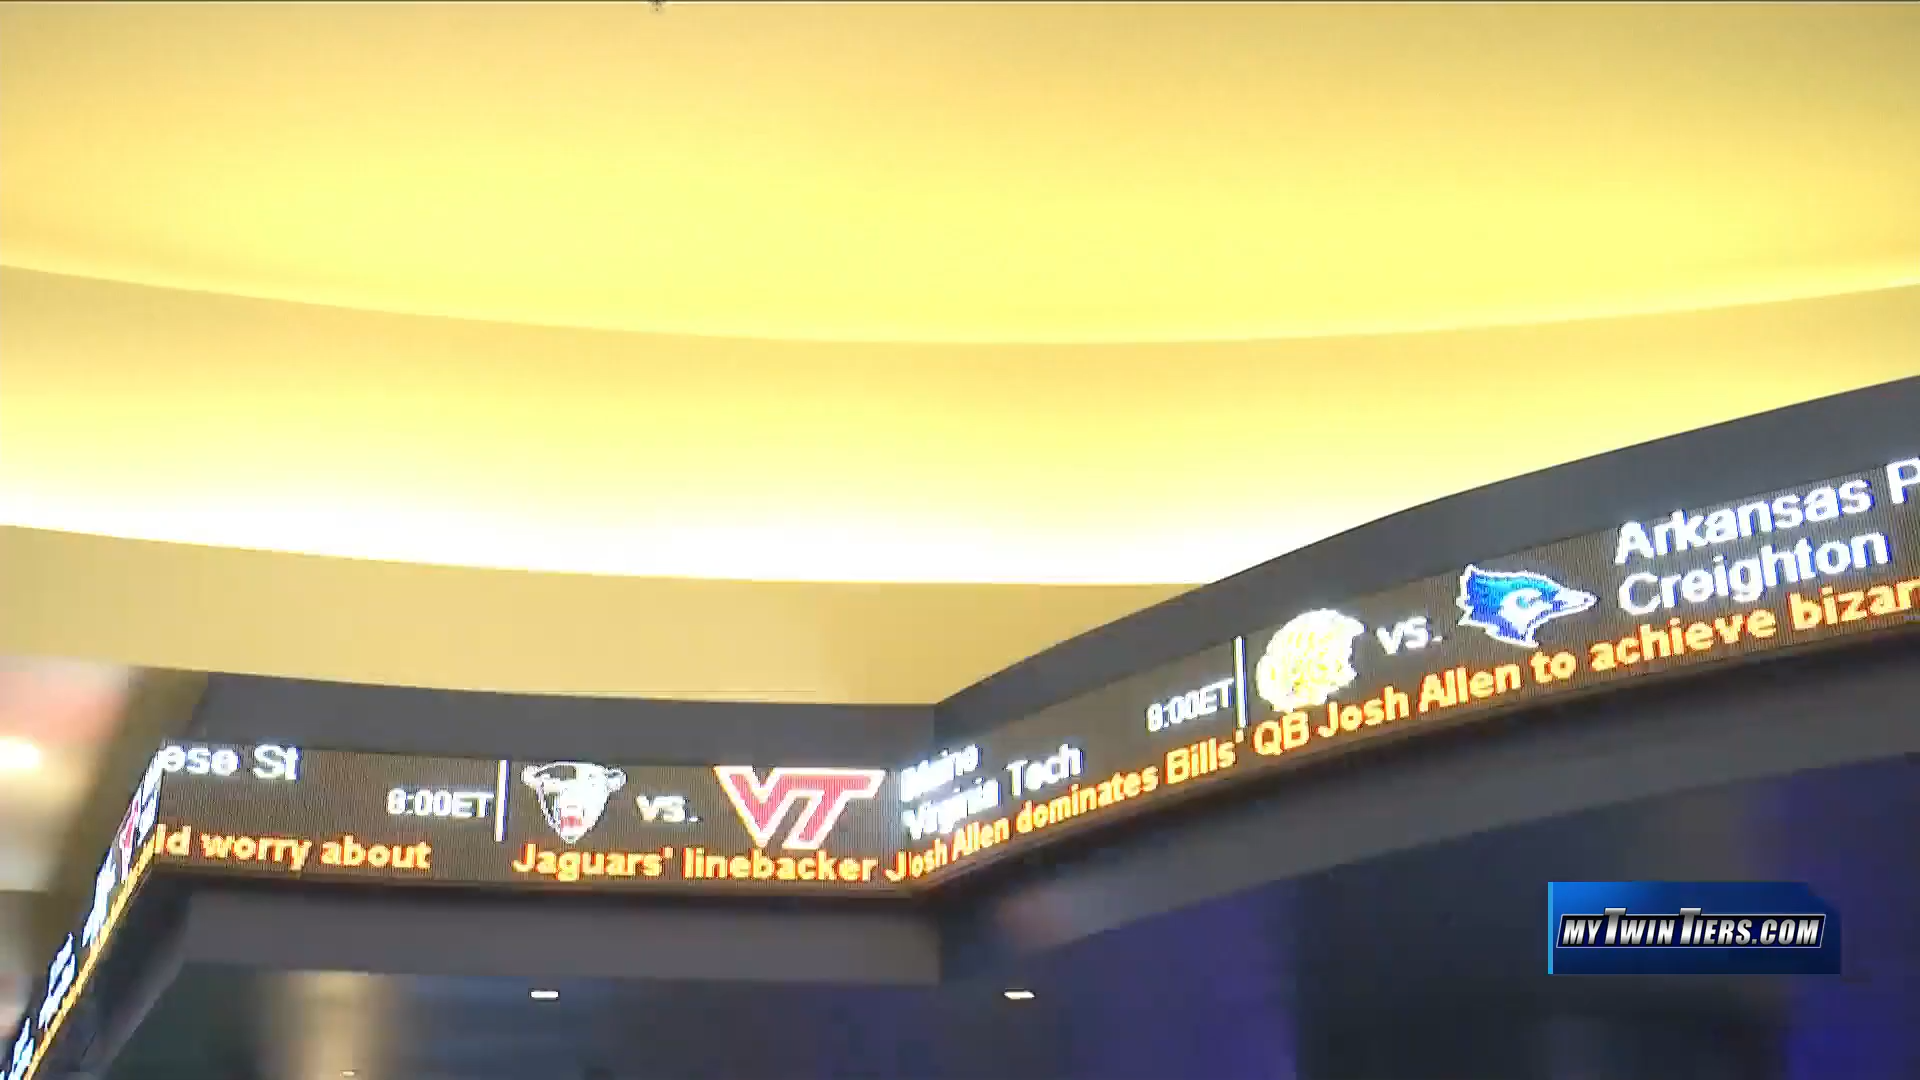 ese St
8:00ET
vs.
VT
Maine
Virginia Tech
8:00ET
vs.
C
Arkansas P
Creighton
ld worry about
Jaguars' linebacker Josh Allen dominates Bills' QB Josh Allen to achieve bizar
MYTWINTIERS.COM